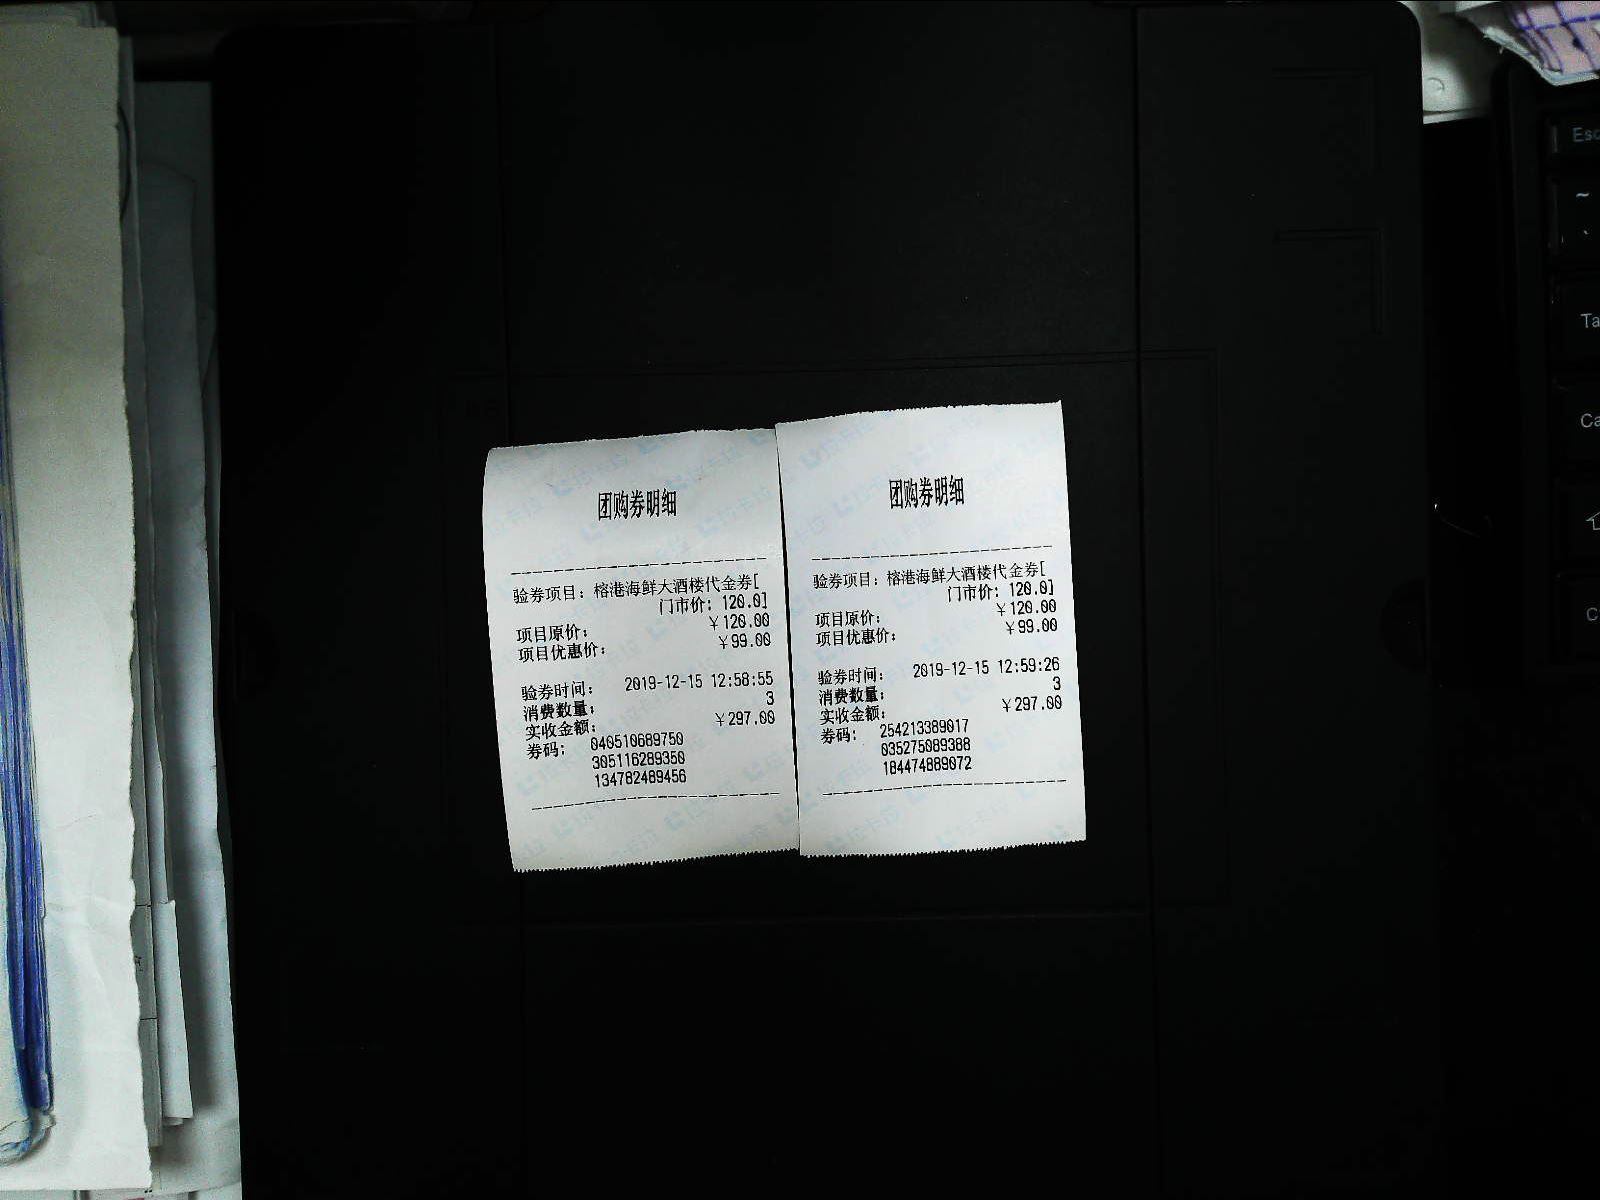 团购券明细
验券项目：榕港海鲜大酒楼代金券[
门市价：120.0]
项目原价： ￥120.00
项目优惠价： ￥99.00
验券时间： 2019-12-15 12:58:55
消费数量： 3
实收金额： ￥297.00
券码： 040510689750
305116289350
134782489456
团购券明细
验券项目：榕港海鲜大酒楼代金券[
门市价：120.0]
项目原价： ￥120.00
项目优惠价： ￥99.00
验券时间： 2019-12-15 12:59:26
消费数量： 3
实收金额： ￥297.00
券码： 254213389017
035275089388
184474889072
Esc
~